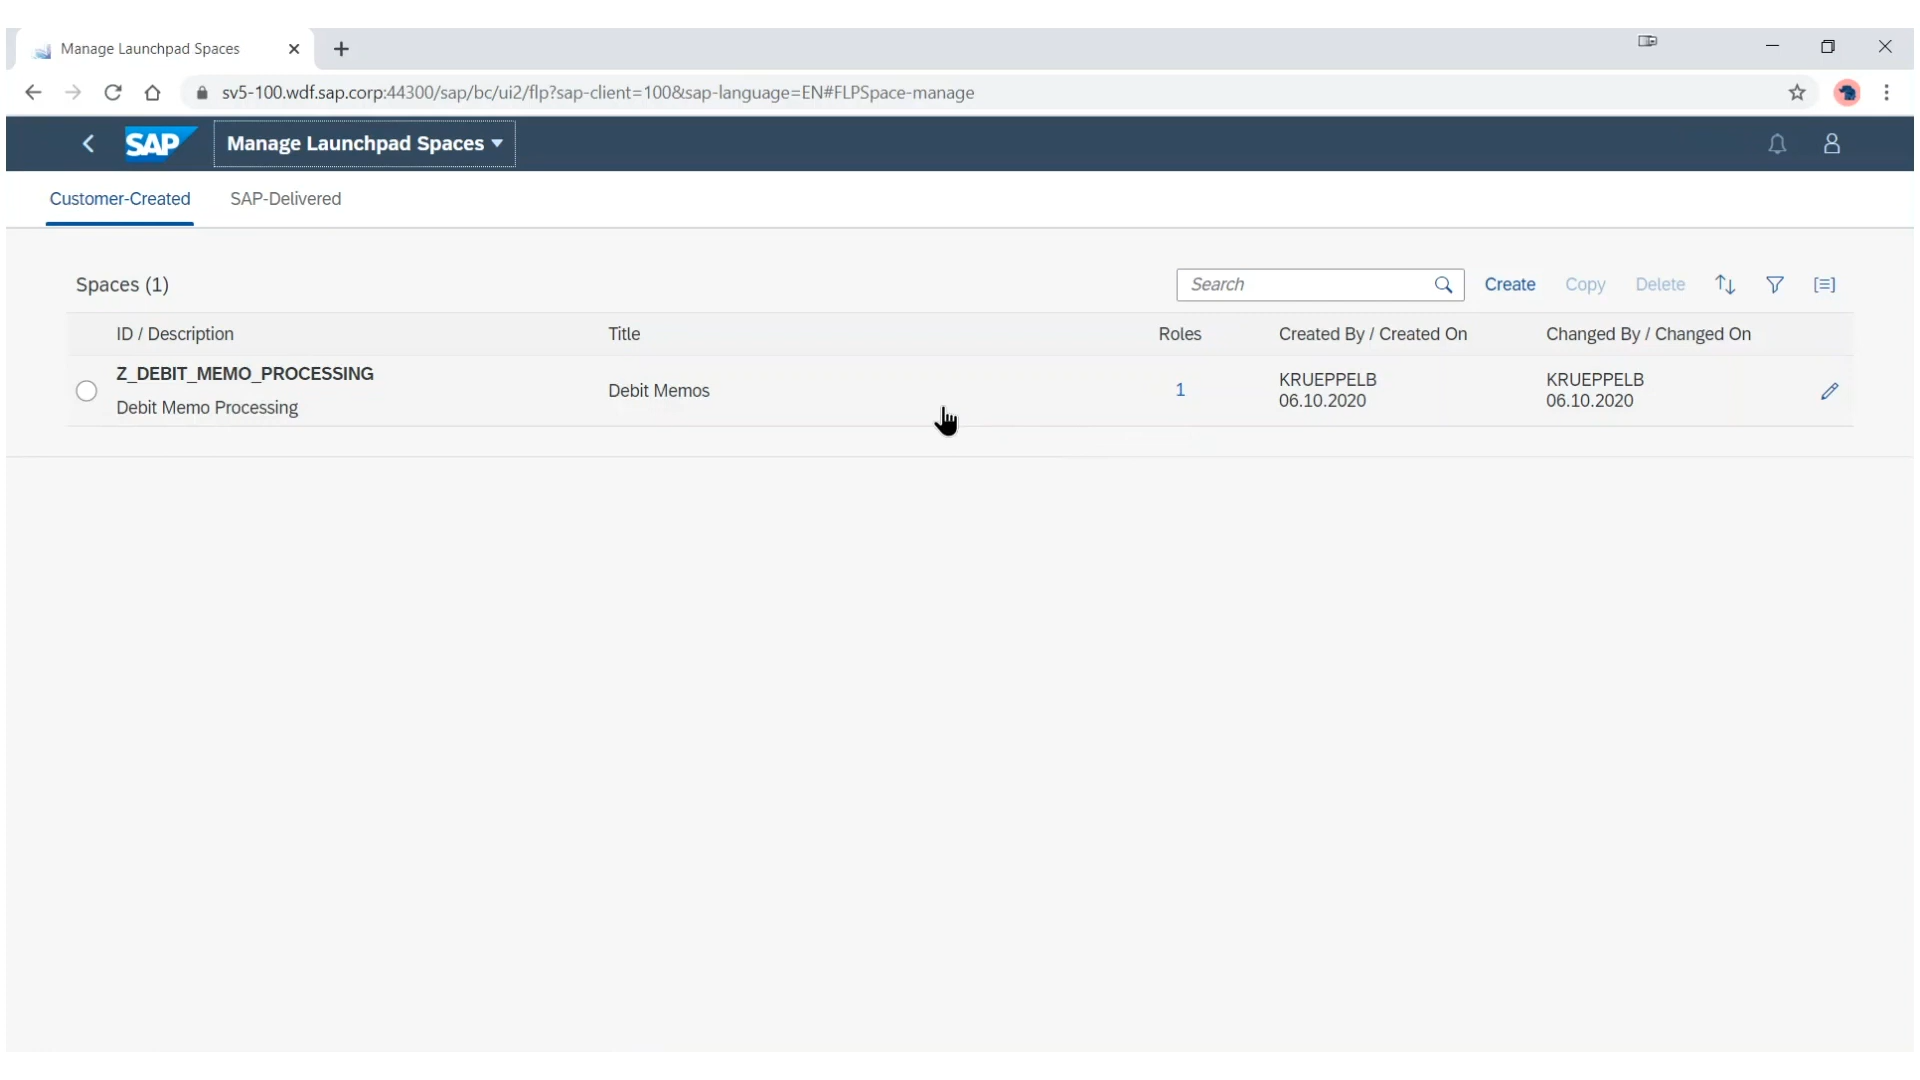 Manage Launchpad Spaces
sv5-100.wdf.sap.corp:44300/sap/bc/ui2/flp?sap-client=100&sap-language=EN#FLPSpace-manage
SAP Manage Launchpad Spaces
Customer-Created SAP-Delivered
Spaces (1) Search Create Copy Delete
ID / Description Title Roles Created By / Created On Changed By / Changed On
Z_DEBIT_MEMO_PROCESSING
Debit Memo Processing
Debit Memos
1
KRUEPPELB
06.10.2020
KRUEPPELB
06.10.2020